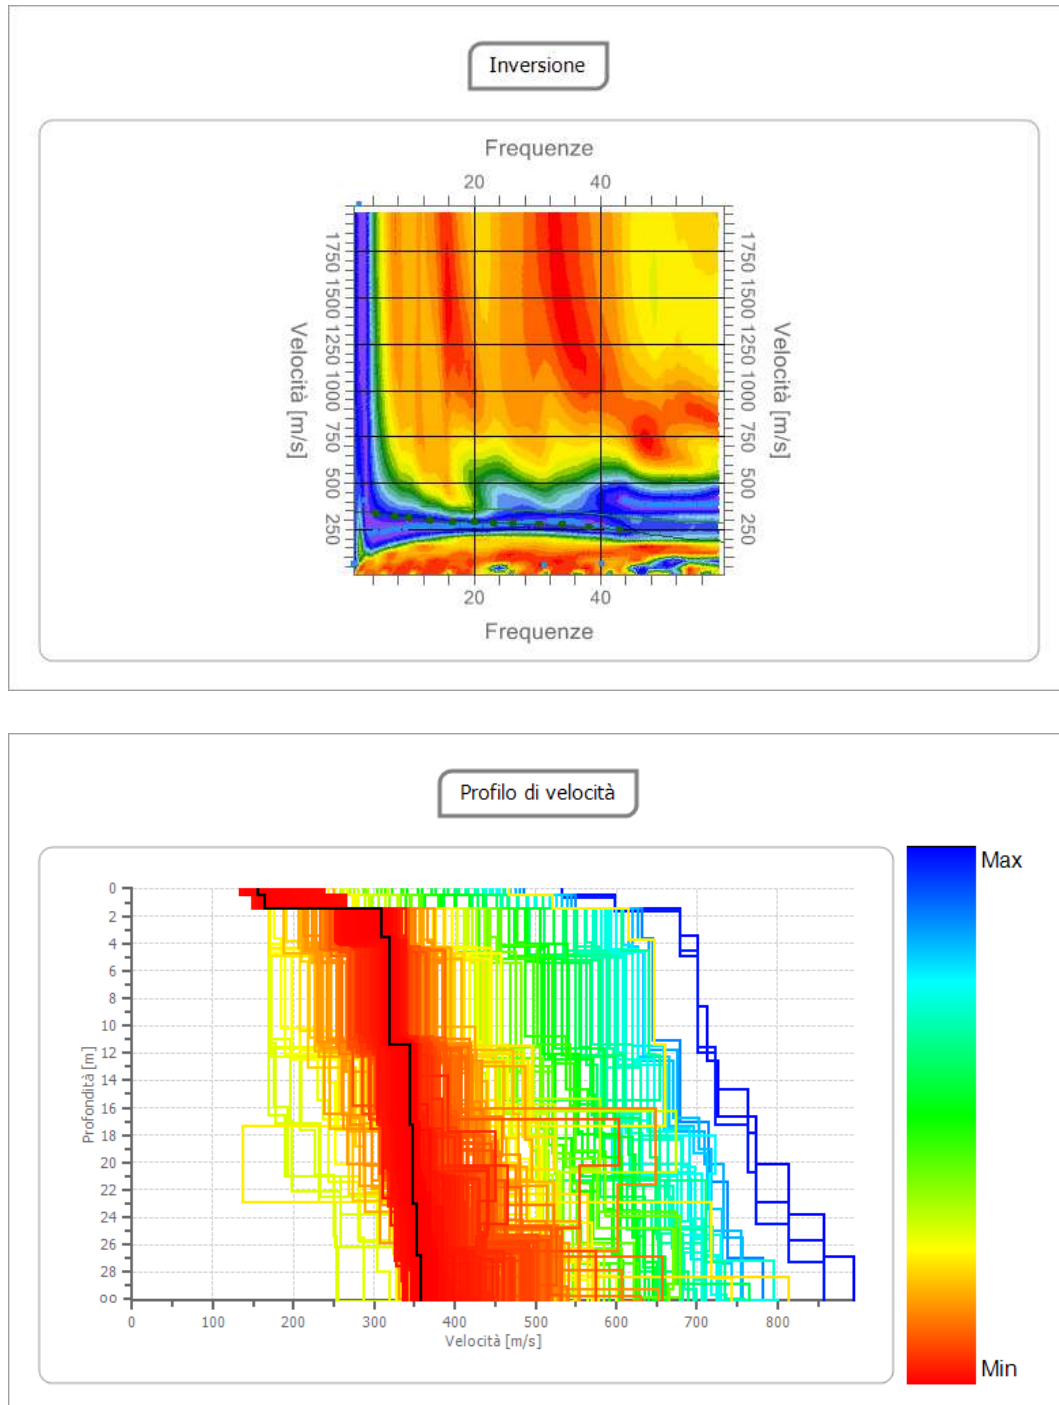 Inversione
Frequenze
20 40
1750 1500 1250 1000 750 500 250
Velocità [m/s]
1750 1500 1250 1000 750 500 250
Velocità [m/s]
20 40
Frequenze
Profilo di velocità
Max
Min
Profondità [m]
0
2
4
6
8
10
12
14
16
18
20
22
24
26
28
∞
0 100 200 300 400 500 600 700 800
Velocità [m/s]